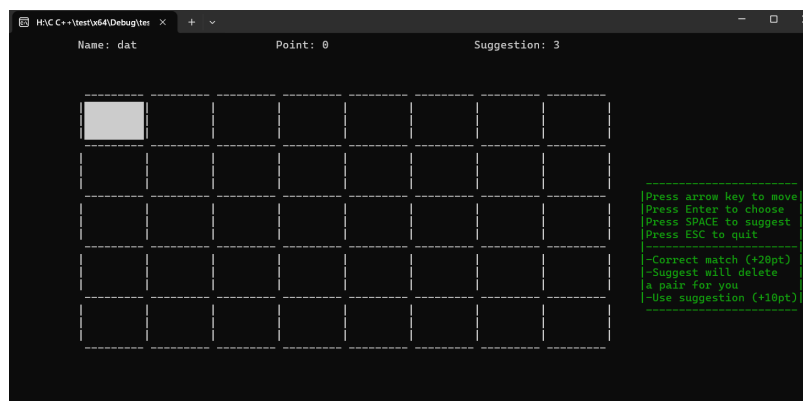 H:\C C++\test\x64\Debug\tes
Name: dat Point: 0 Suggestion: 3
Press arrow key to move
Press Enter to choose
Press SPACE to suggest
Press ESC to quit
-Correct match (+20pt)
-Suggest will delete
a pair for you
-Use suggestion (+10pt)